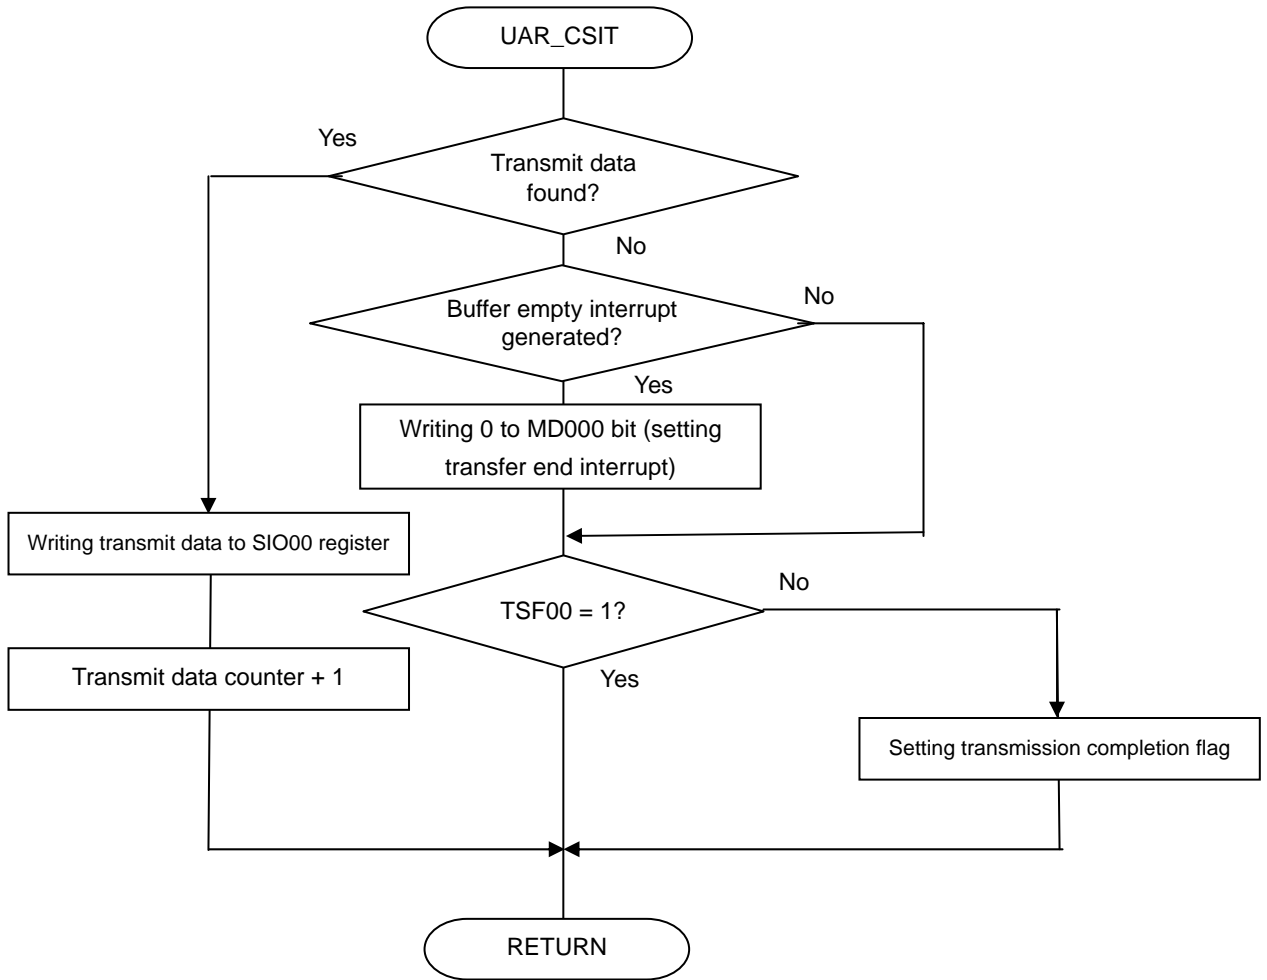 UAR_CSIT
Yes
Transmit data
found?
No
Buffer empty interrupt
generated?
No
Yes
Writing 0 to MD000 bit (setting
transfer end interrupt)
Writing transmit data to SIO00 register
TSF00 = 1?
No
Yes
Transmit data counter + 1
Setting transmission completion flag
RETURN